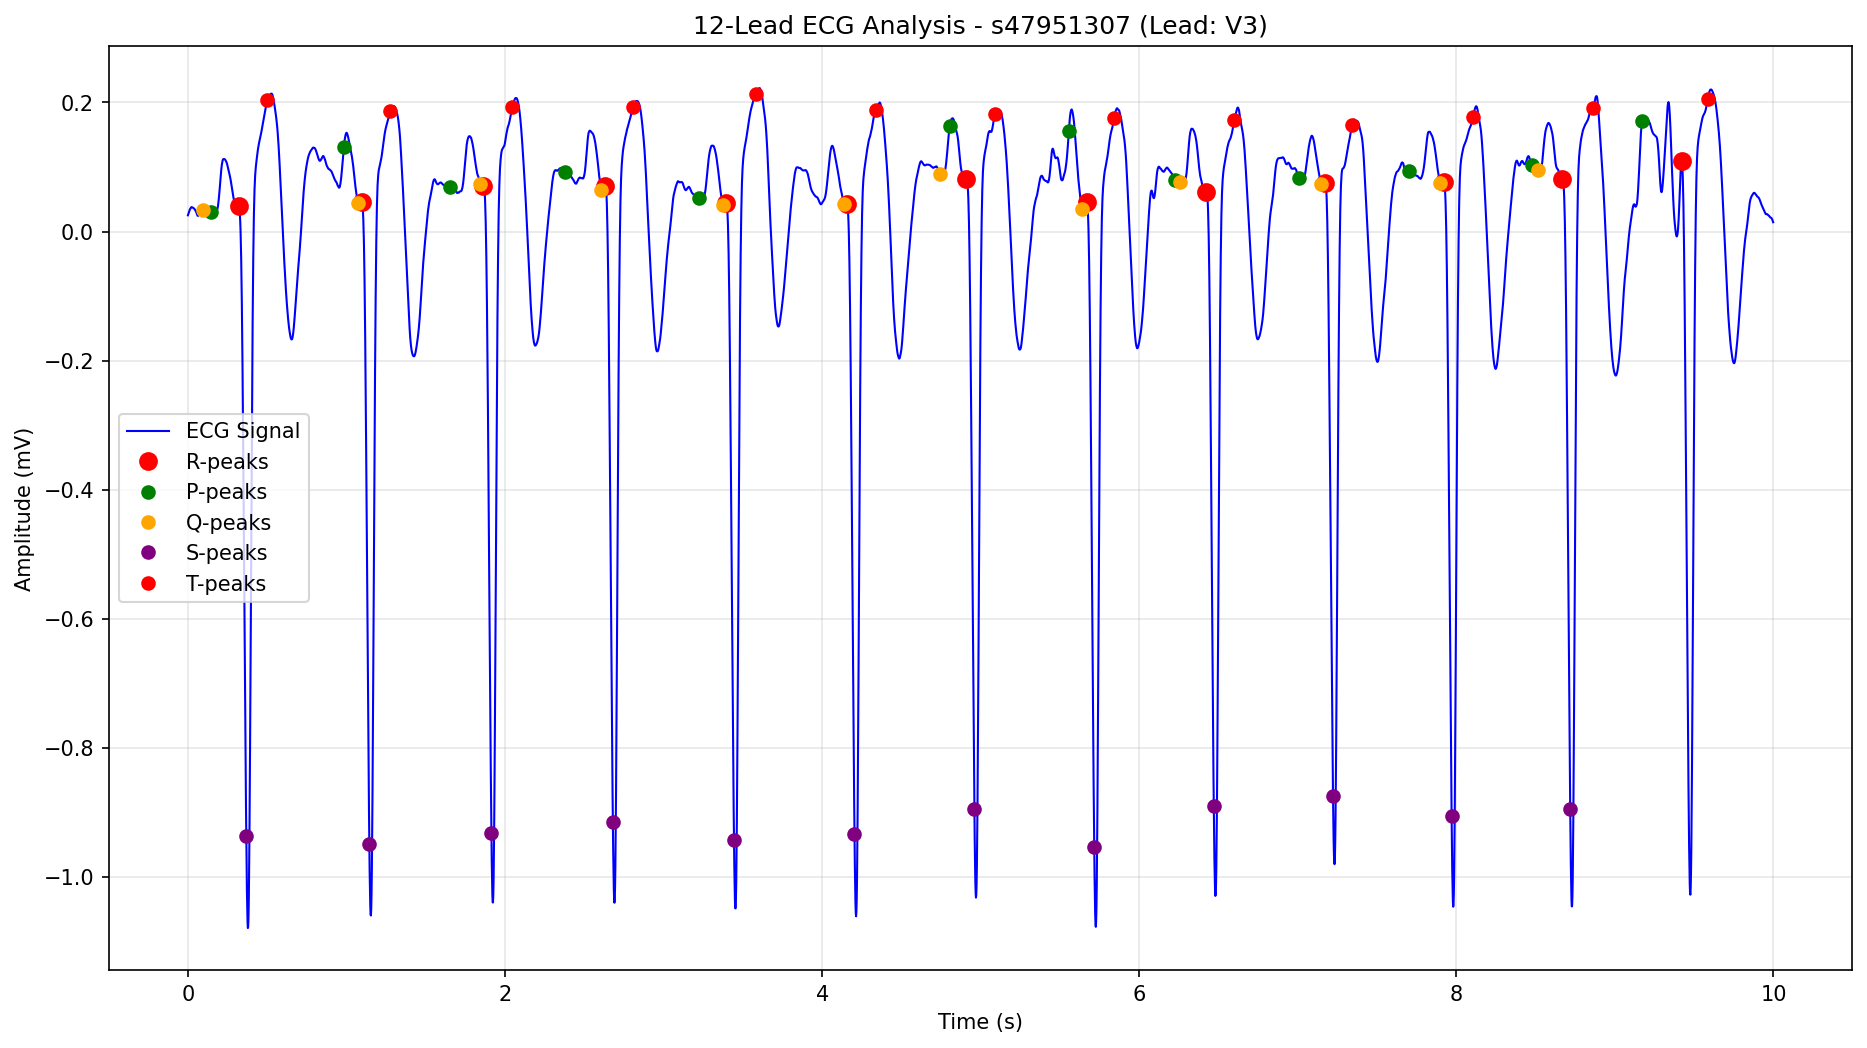 12-Lead ECG Analysis - s47951307 (Lead: V3)
0.2
0.0
−0.2
−0.4
−0.6
−0.8
−1.0
Amplitude (mV)
ECG Signal
R-peaks
P-peaks
Q-peaks
S-peaks
T-peaks
0
2
4
6
8
10
Time (s)